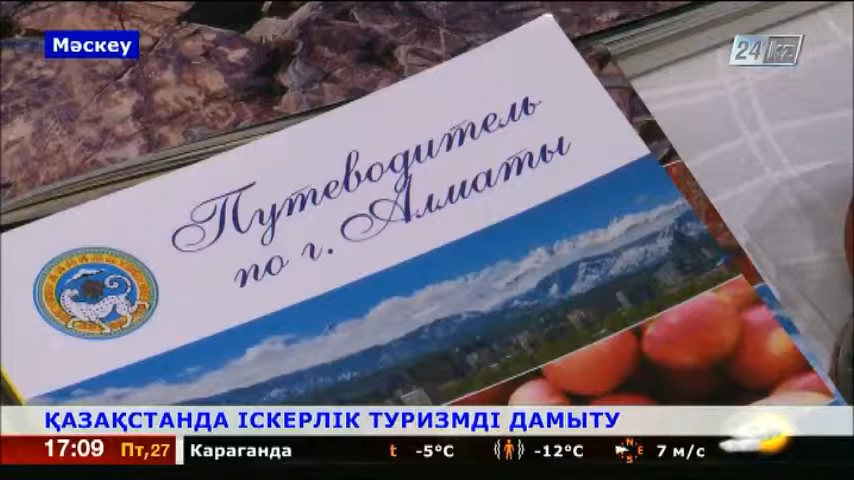 Мәскеу
24 kz
Путеводитель
по г. Алматы
ҚАЗАҚСТАНДА ІСКЕРЛІК ТУРИЗМДІ ДАМЫТУ
17:09 Пт,27 Караганда t -5°C -12°C N S 7 м/с